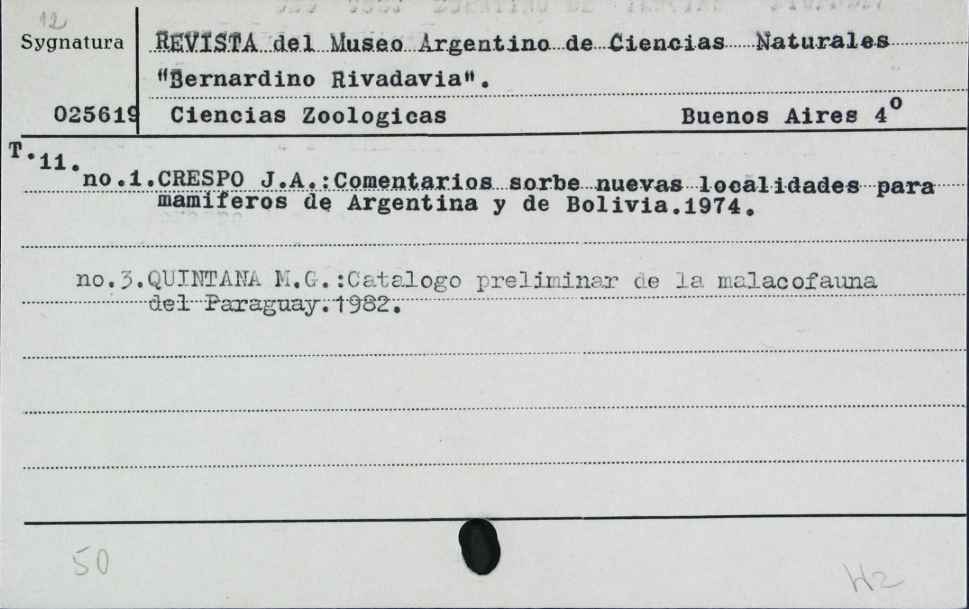 12
Sygnatura
REVISTA del Museo Argentino de Ciencias Naturales
"Bernardino Rivadavia".
025619
Ciencias Zoologicas Buenos Aires 4º
T.11.
no.1.CRESPO J.A.:Comentarios sorbe nuevas localidades para
mamiferos de Argentina y de Bolivia.1974.
no.3.QUINTANA M.G.:Catalogo preliminar de la malacofauna
del Paraguay.1982.
50